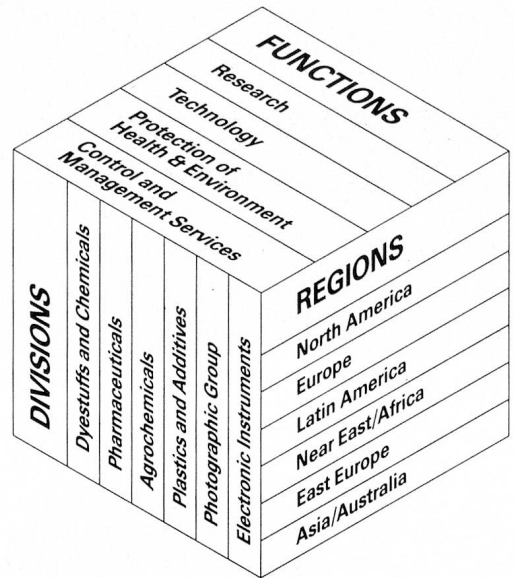 FUNCTIONS
Research
Technology
Protection of
Health & Environment
Control and
Management Services
DIVISIONS
Dyestuffs and Chemicals
Pharmaceuticals
Agrochemicals
Plastics and Additives
Photographic Group
Electronic Instruments
REGIONS
North America
Europe
Latin America
Near East/Africa
East Europe
Asia/Australia